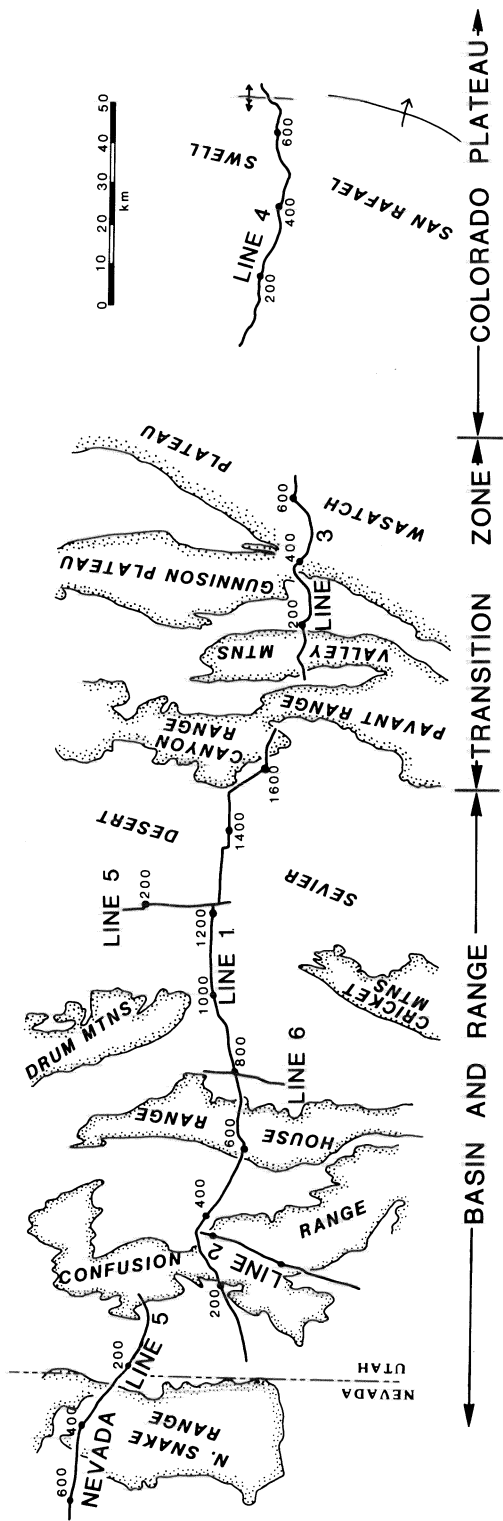 NEVADA
LINE 5
600
400
200
N. SNAKE
RANGE
NEVADA
UTAH
CONFUSION
RANGE
LINE 2
200
400
600
HOUSE
RANGE
LINE 6
800
DRUM MTNS
LINE 1
1000
1200
CRICKET
MTNS
LINE 5
200
SEVIER
DESERT
1400
1600
CANYON
RANGE
PAVANT RANGE
VALLEY
MTNS
LINE 3
200
400
600
GUNNISON PLATEAU
WASATCH
PLATEAU
LINE 4
200
400
600
SAN RAFAEL
SWELL
0 10 20 30 40 50
km
BASIN AND RANGE
TRANSITION ZONE
COLORADO PLATEAU